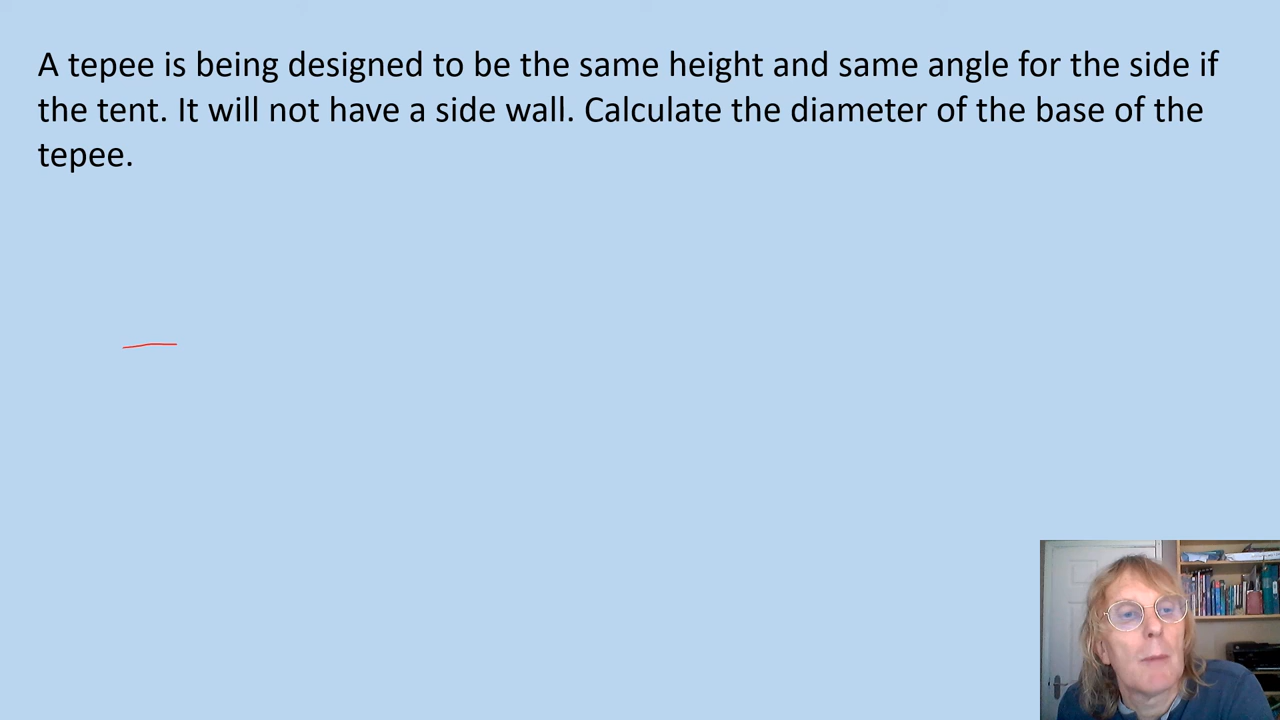 A tepee is being designed to be the same height and same angle for the side if
the tent. It will not have a side wall. Calculate the diameter of the base of the
tepee.